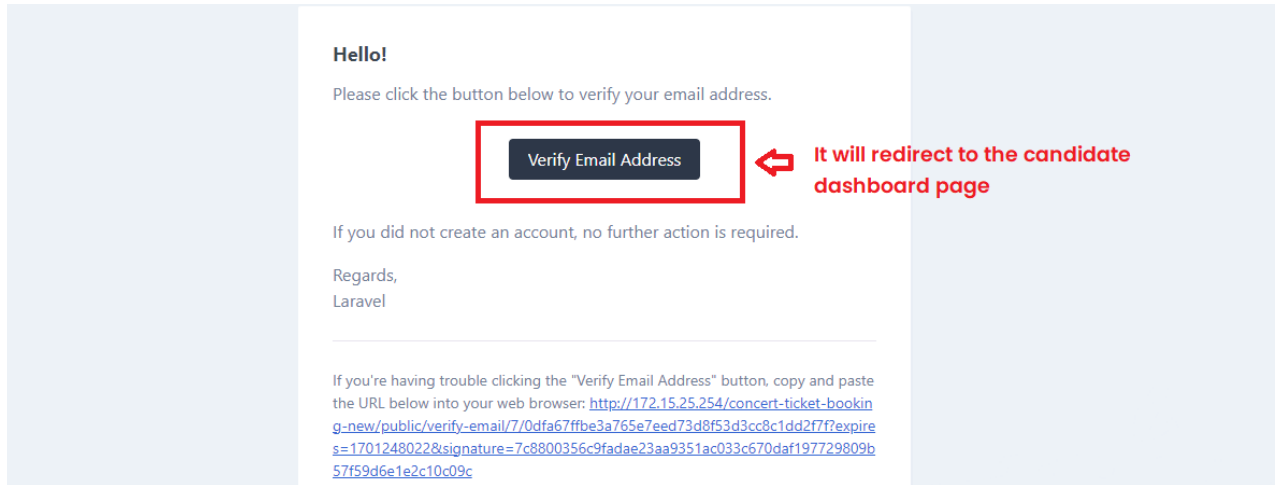 Hello!
Please click the button below to verify your email address.
Verify Email Address
It will redirect to the candidate
dashboard page
If you did not create an account, no further action is required.
Regards,
Laravel
If you're having trouble clicking the "Verify Email Address" button, copy and paste
the URL below into your web browser: http://172.15.25.254/concert-ticket-bookin
g-new/public/verify-email/7/0dfa67ffbe3a765e7eed73d8f53d3cc8c1dd2f7f?expire
s=1701248022&signature=7c8800356c9fadae23aa9351ac033c670daf197729809b
57f59d6e1e2c10c09c